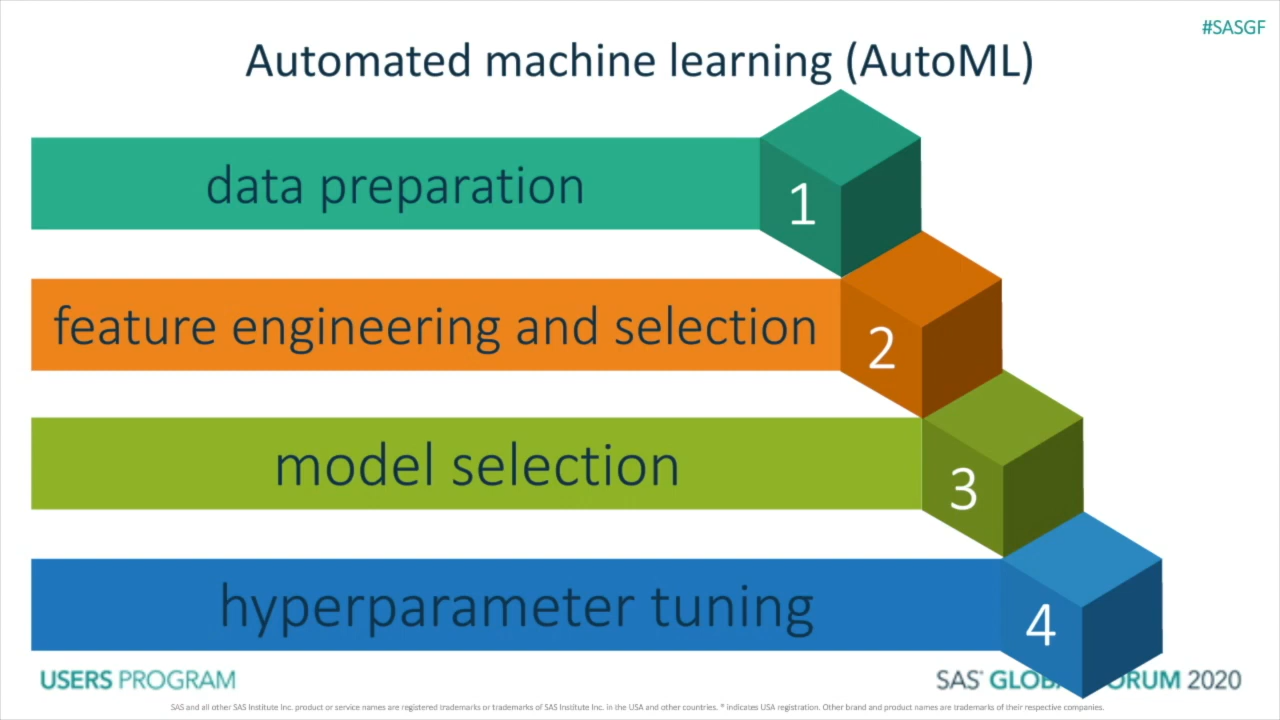 #SASGF
Automated machine learning (AutoML)
data preparation
1
feature engineering and selection
2
model selection
3
hyperparameter tuning
4
USERS PROGRAM
SAS® 2020
SAS and all other SAS Institute Inc. product or service names are registered trademarks or trademarks of SAS Institute Inc. in the USA and other countries. ® indicates USA registration. Other brand and product names are trademarks of their respective companies.